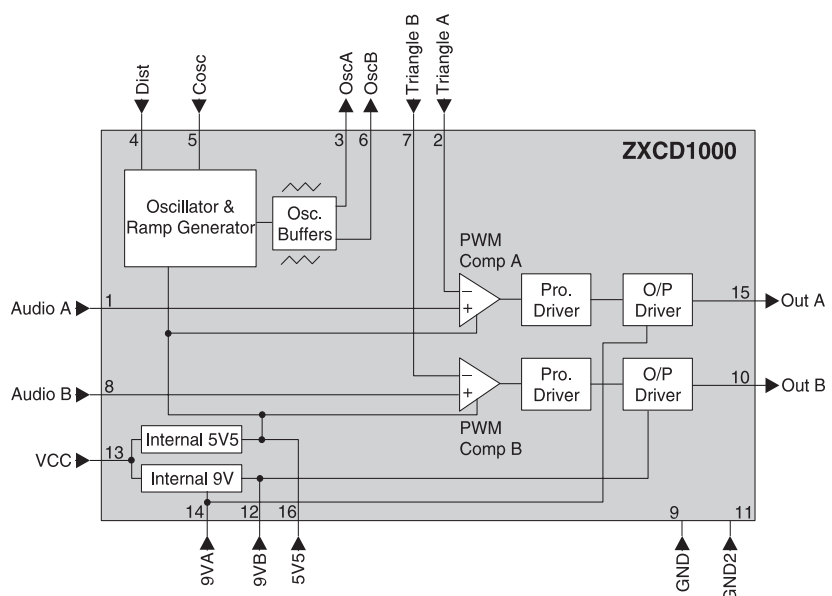 Dist
Cosc
OscA
OscB
Triangle B
Triangle A
4
5
3
6
7
2
ZXCD1000
Oscillator &
Ramp Generator
Osc.
Buffers
PWM
Comp A
Audio A
1
−
+
Pro.
Driver
O/P
Driver
15
Out A
Audio B
8
−
+
Pro.
Driver
O/P
Driver
10
Out B
PWM
Comp B
VCC
13
Internal 5V5
Internal 9V
14
12
16
9
11
9VA
9VB
5V5
GND
GND2